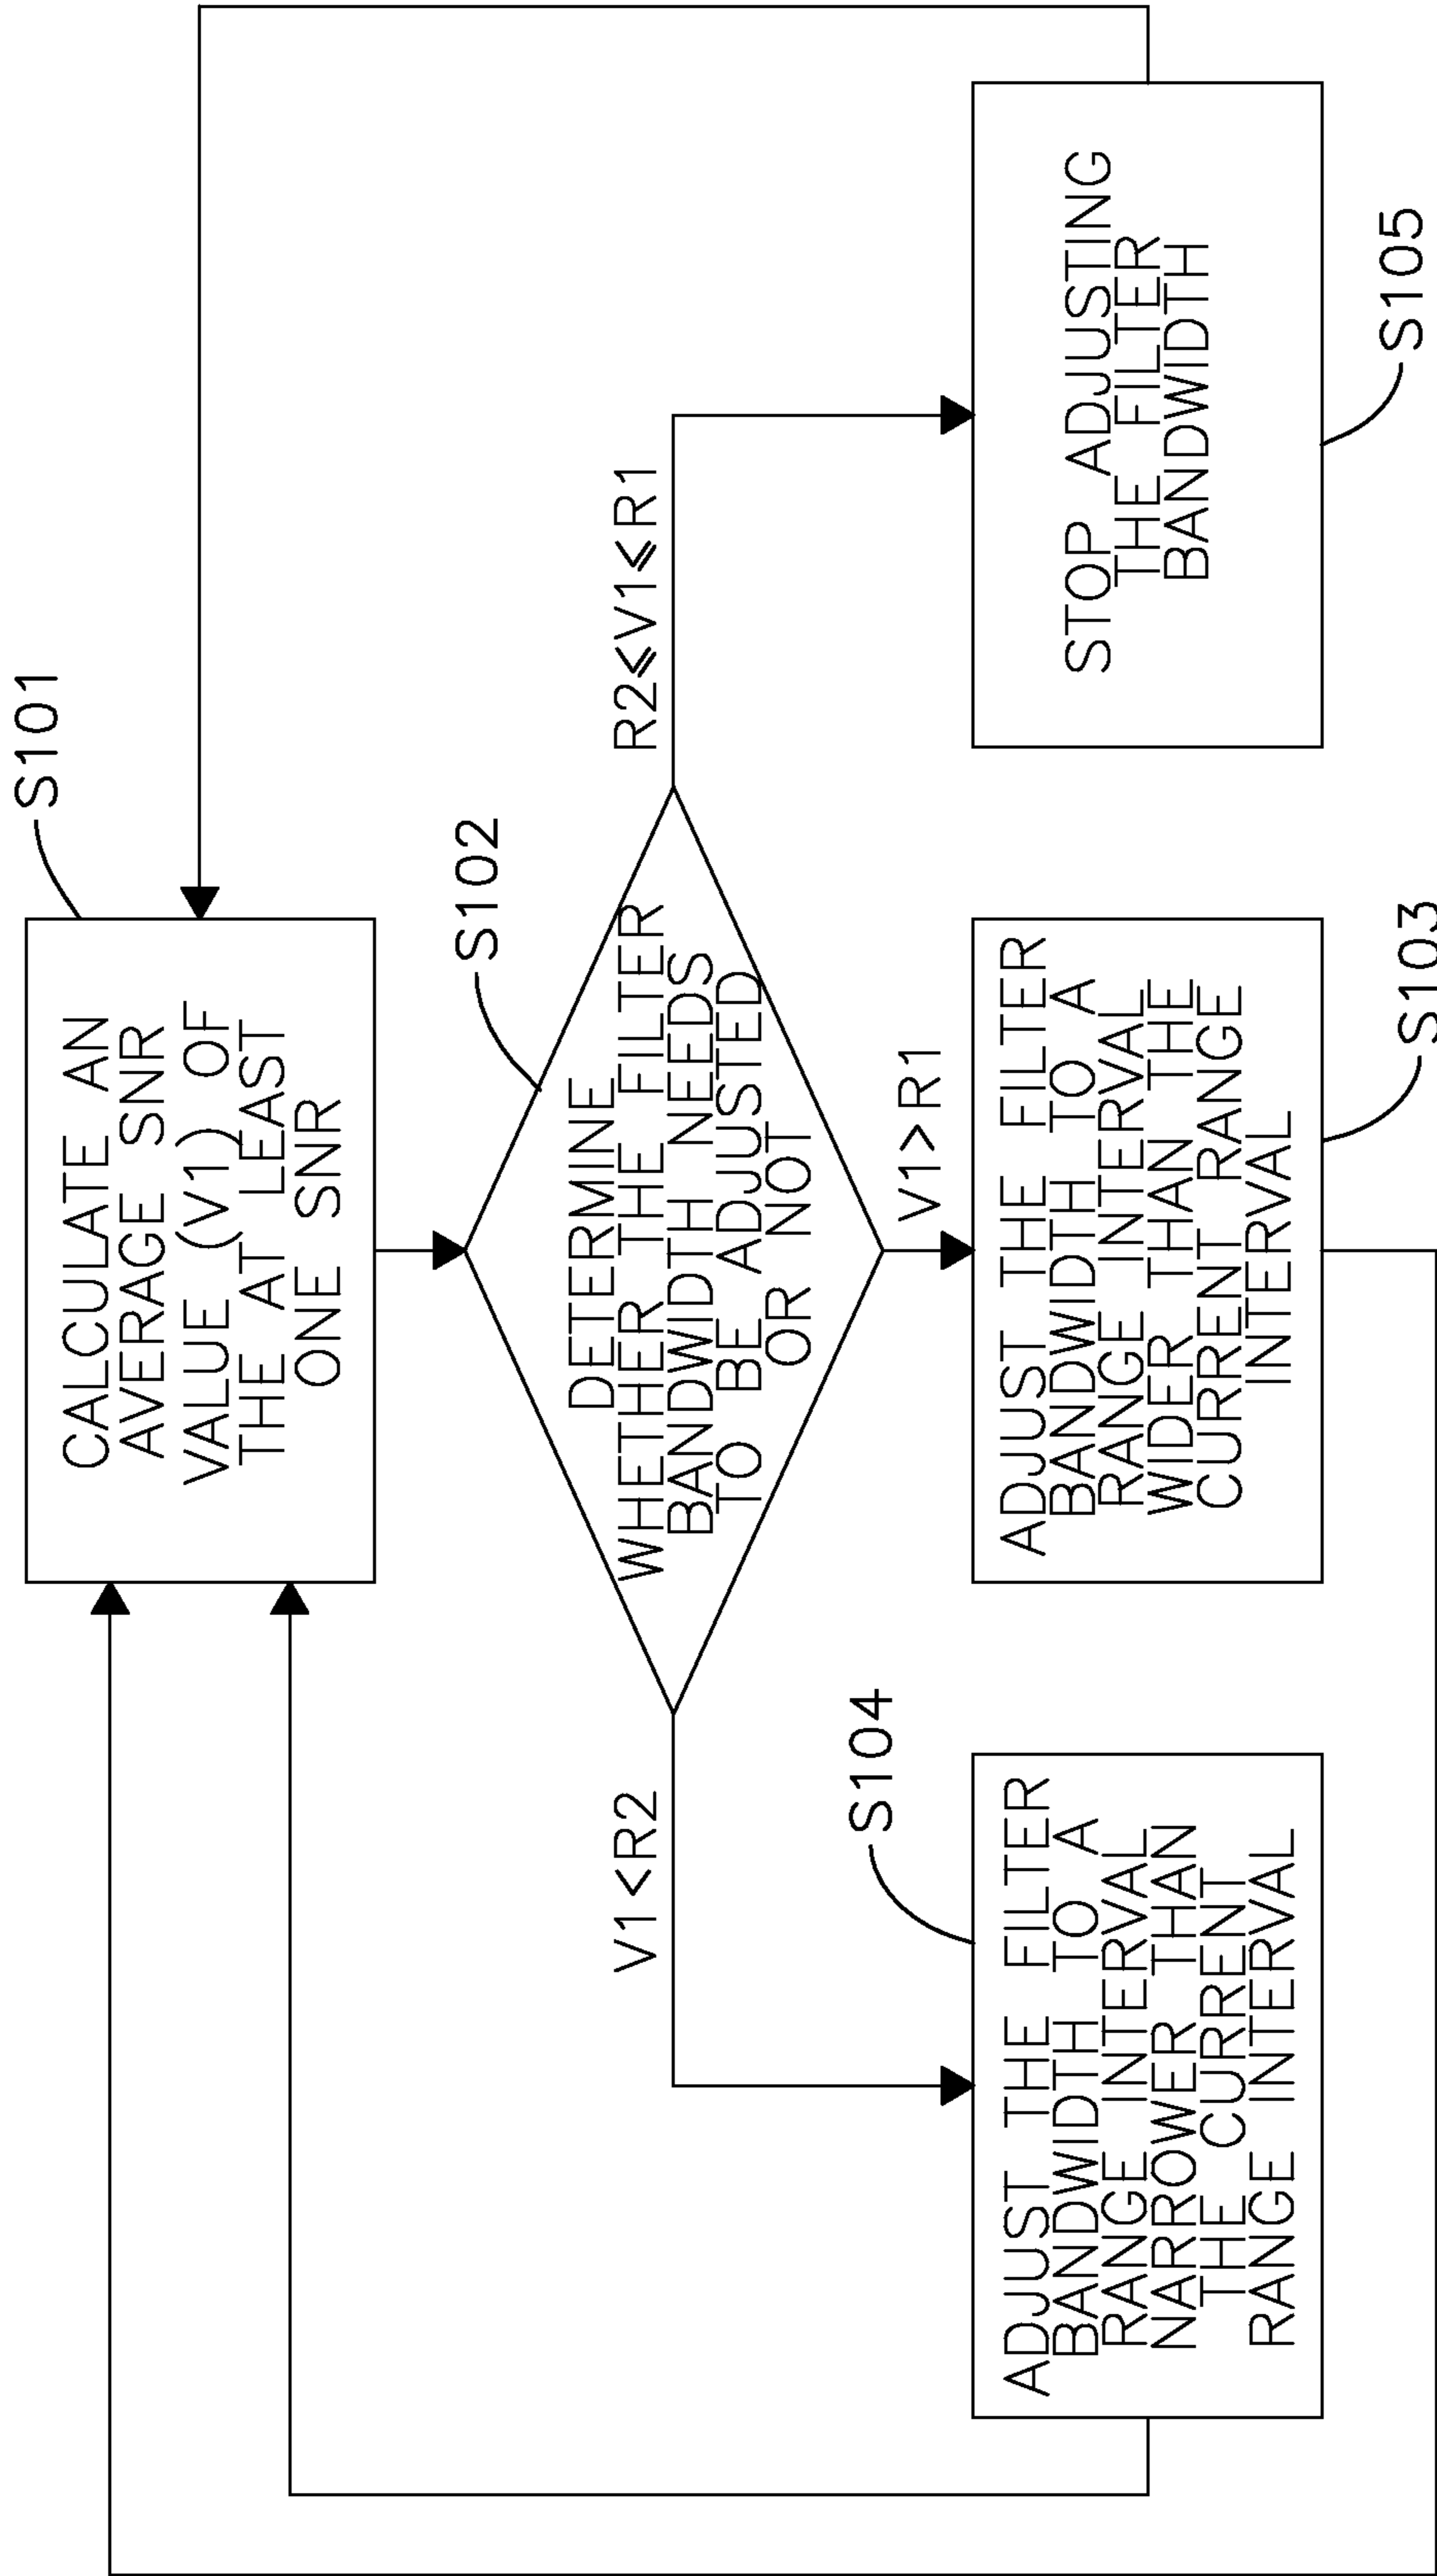 S101
CALCULATE AN
AVERAGE SNR
VALUE (V1) OF
THE AT LEAST
ONE SNR
S102
DETERMINE
WHETHER THE FILTER
BANDWIDTH NEEDS
TO BE ADJUSTED
OR NOT
V1<R2
R2≤V1≤R1
V1>R1
S104
ADJUST THE FILTER
BANDWIDTH TO A
RANGE INTERVAL
NARROWER THAN
THE CURRENT
RANGE INTERVAL
ADJUST THE FILTER
BANDWIDTH TO A
RANGE INTERVAL
WIDER THAN THE
CURRENT RANGE
INTERVAL
S103
STOP ADJUSTING
THE FILTER
BANDWIDTH
S105